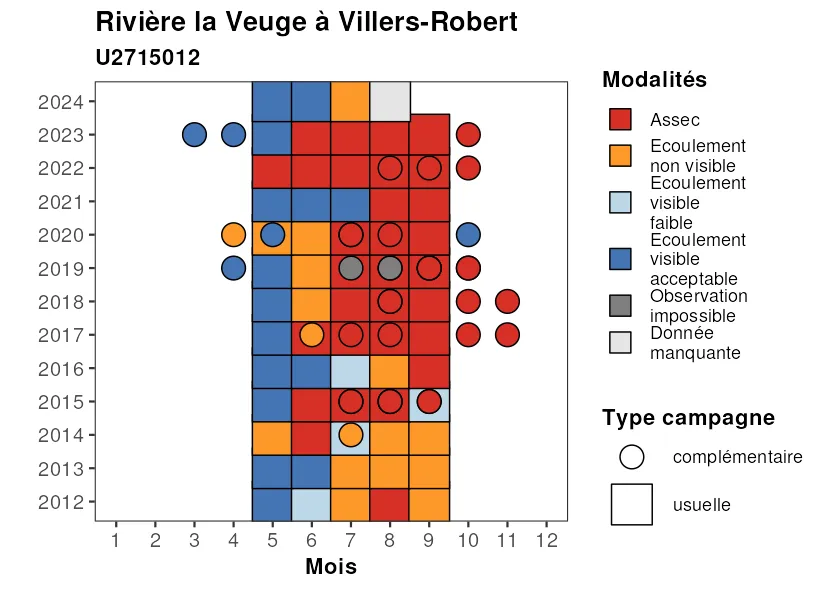 Rivière la Veuge à Villers-Robert
U2715012
2024
2023
2022
2021
2020
2019
2018
2017
2016
2015
2014
2013
2012
1 2 3 4 5 6 7 8 9 10 11 12
Mois
Modalités
Assec
Ecoulement
non visible
Ecoulement
visible
faible
Ecoulement
visible
acceptable
Observation
impossible
Donnée
manquante
Type campagne
complémentaire
usuelle